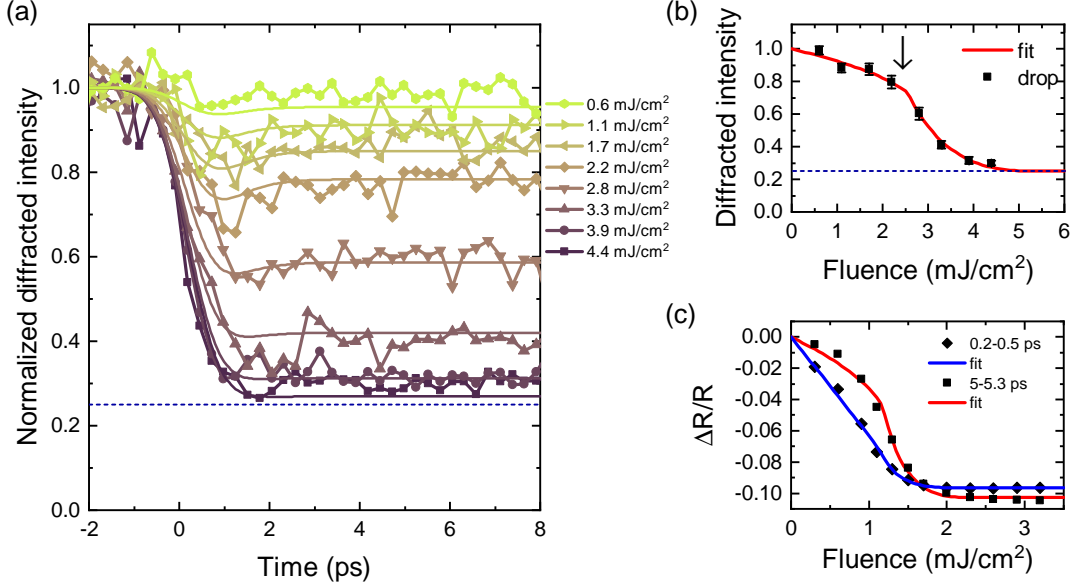 (a)
Normalized diffracted intensity
1.0
0.8
0.6
0.4
0.2
0.0
-2
0
2
4
6
8
Time (ps)
0.6 mJ/cm²
1.1 mJ/cm²
1.7 mJ/cm²
2.2 mJ/cm²
2.8 mJ/cm²
3.3 mJ/cm²
3.9 mJ/cm²
4.4 mJ/cm²
(b)
Diffracted intensity
1.0
0.8
0.6
0.4
0.2
0.0
fit
drop
0
1
2
3
4
5
6
Fluence (mJ/cm²)
(c)
ΔR/R
0.00
-0.02
-0.04
-0.06
-0.08
-0.10
0.2-0.5 ps
fit
5-5.3 ps
fit
0
1
2
3
Fluence (mJ/cm²)